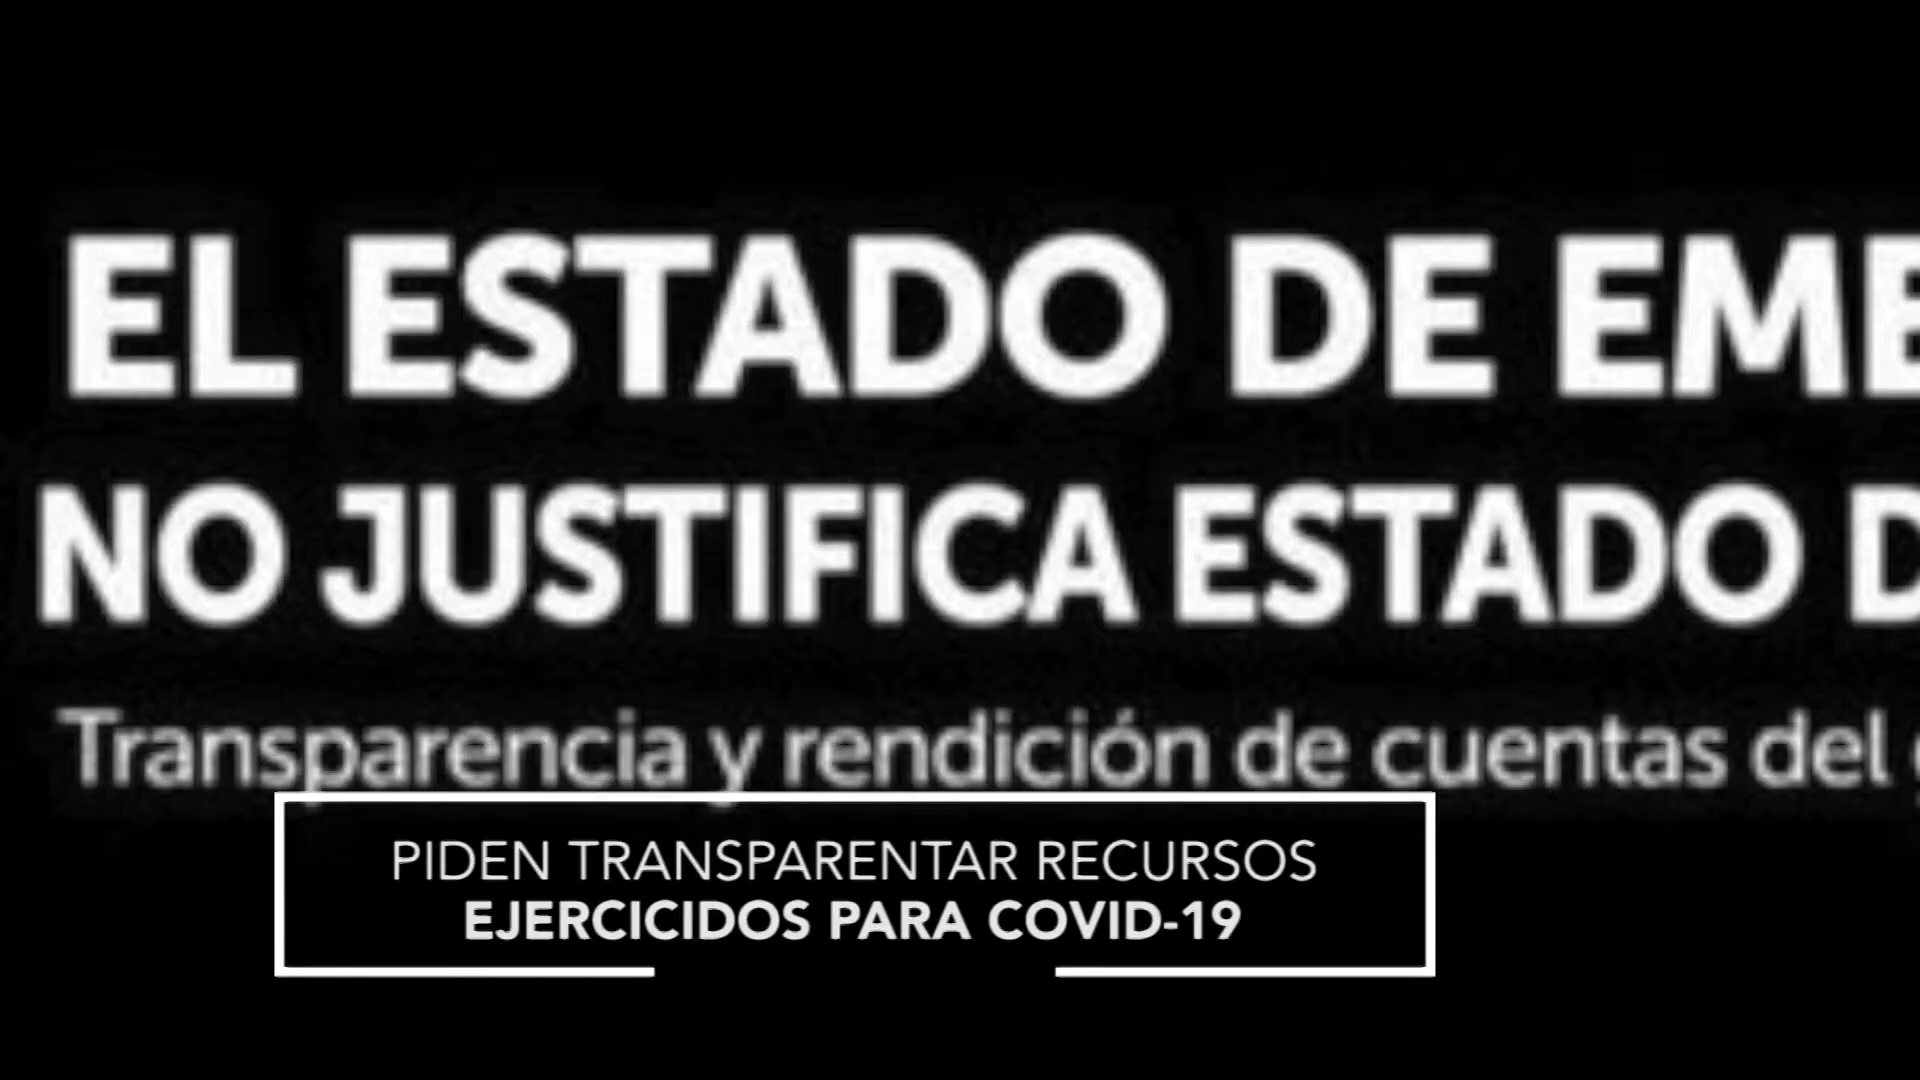 EL ESTADO DE EME
NO JUSTIFICA ESTADO D
Transparencia y rendición de cuentas del
PIDEN TRANSPARENTAR RECURSOS
EJERCICIDOS PARA COVID-19